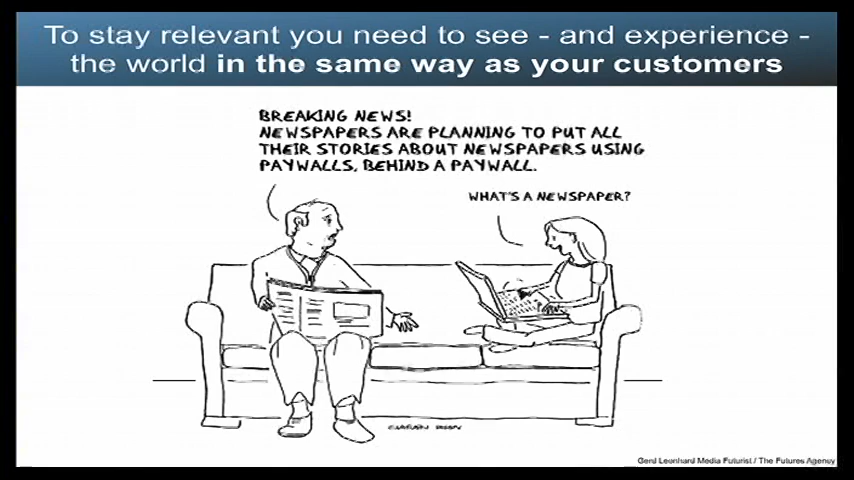 To stay relevant you need to see - and experience -
the world in the same way as your customers
BREAKING NEWS!
NEWSPAPERS ARE PLANNING TO PUT ALL
THEIR STORIES ABOUT NEWSPAPERS USING
PAYWALLS, BEHIND A PAYWALL.
WHAT'S A NEWSPAPER?
Gerd Leonhard Media Futurist / The Futures Agency